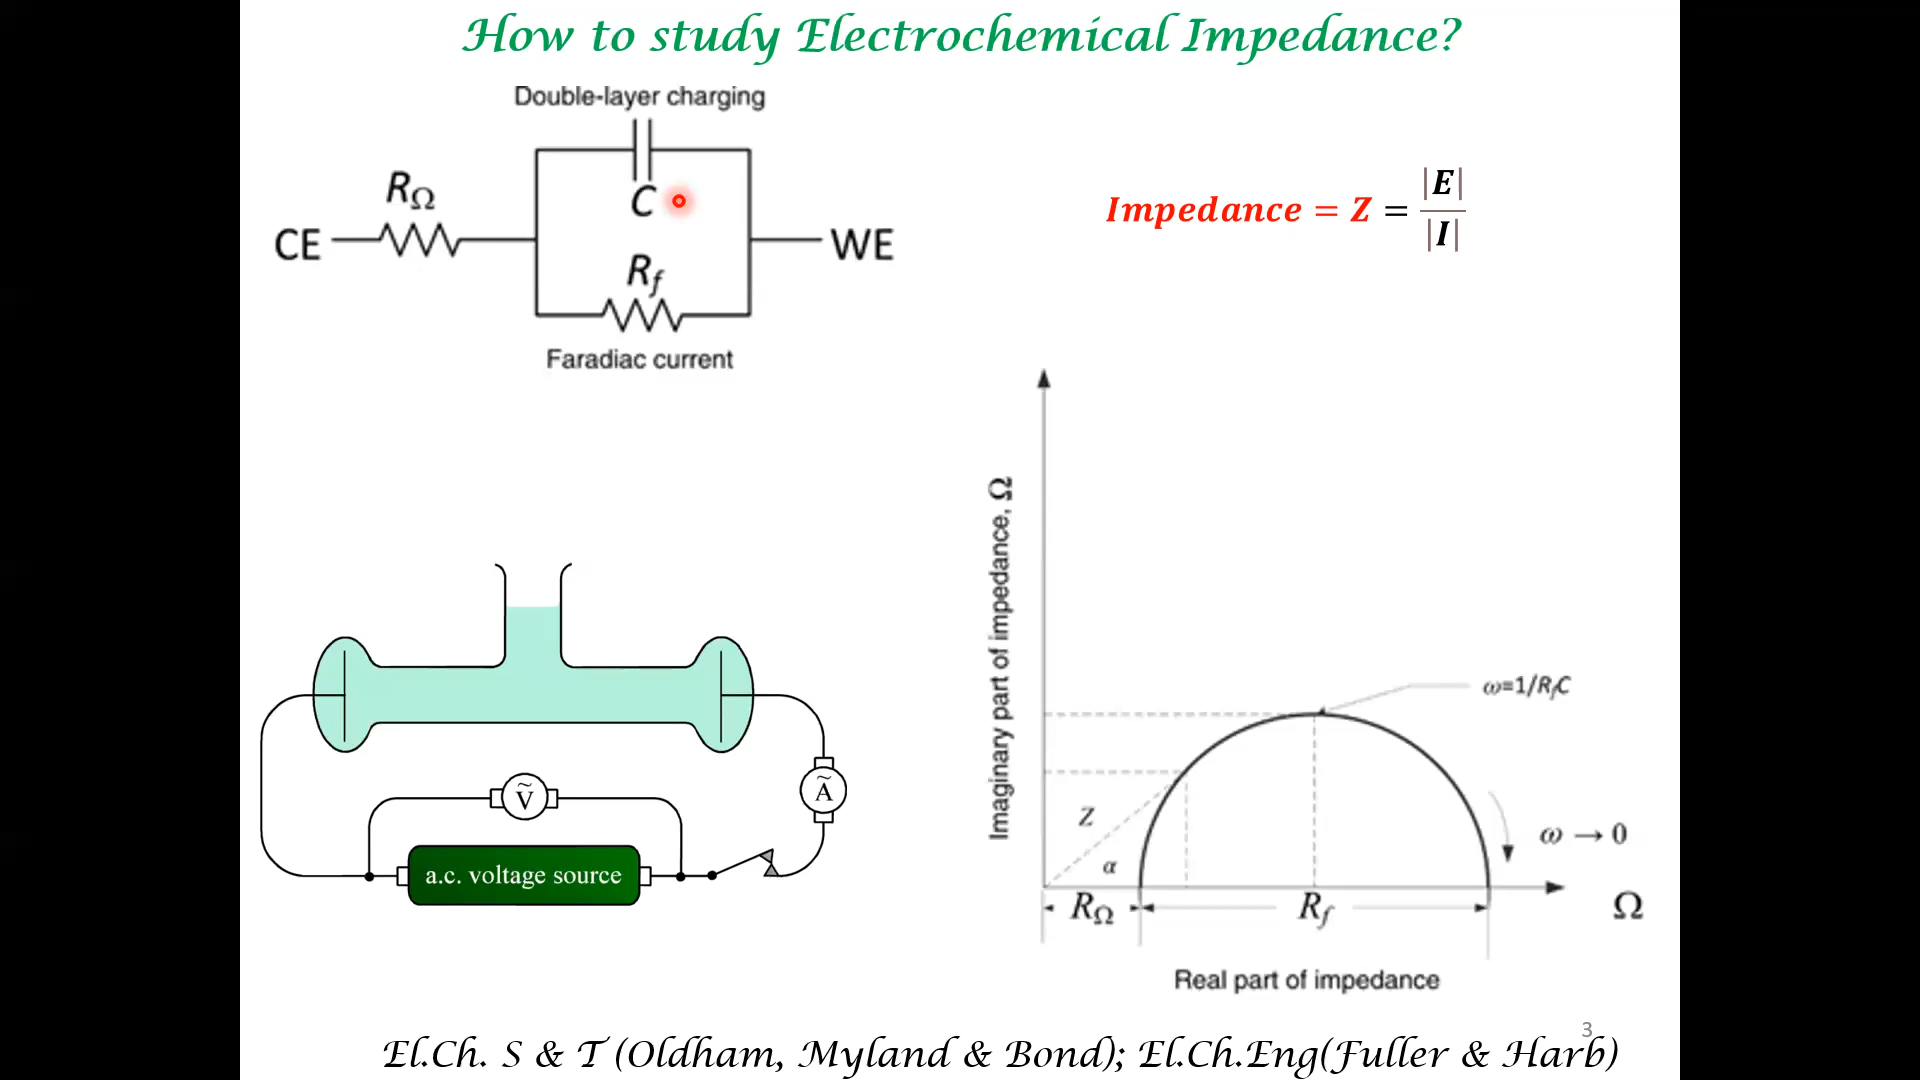 How to study Electrochemical Impedance?
Double-layer charging
C
RΩ
CE
WE
Rf
Faradiac current
Impedance = Z = |E| / |I|
Imaginary part of impedance, Ω
ω=1/RfC
Z
α
ω → 0
RΩ
Rf
Ω
Real part of impedance
Ṽ
Ã
a.c. voltage source
3
El.Ch. S & T (Oldham, Myland & Bond); El.Ch.Eng(Fuller & Harb)